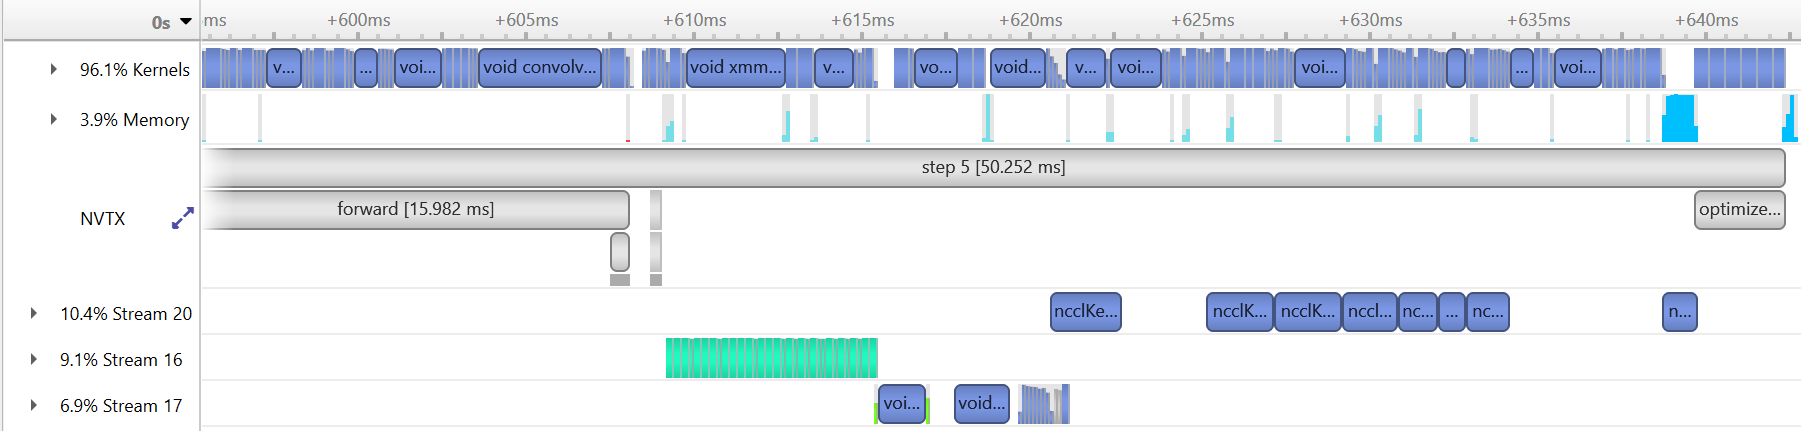 0s ms +600ms +605ms +610ms +615ms +620ms +625ms +630ms +635ms +640ms
96.1% Kernels v... ... voi... void convolv... void xmm... v... vo... void... v... voi... voi... ... voi...
3.9% Memory
step 5 [50.252 ms]
NVTX forward [15.982 ms] optimize...
10.4% Stream 20 ncclKe... ncclK... ncclK... nccl... nc... ... nc... n...
9.1% Stream 16
6.9% Stream 17 voi... void...